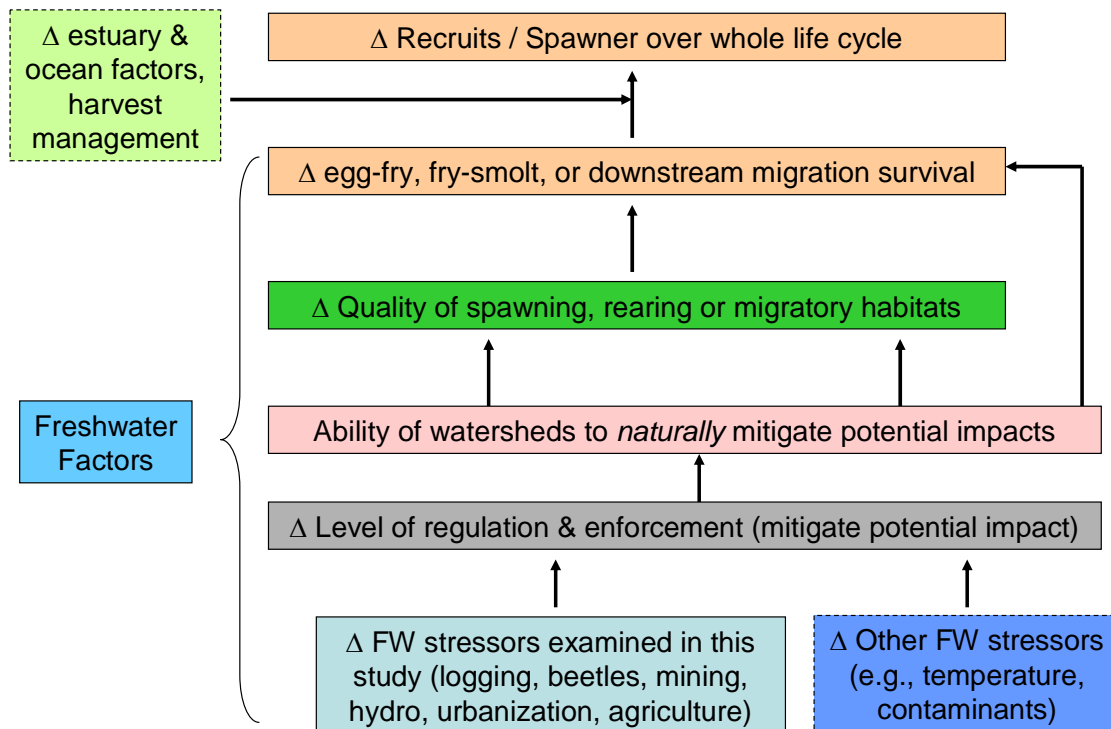 ∆ estuary &
ocean factors,
harvest
management
∆ Recruits / Spawner over whole life cycle
∆ egg-fry, fry-smolt, or downstream migration survival
∆ Quality of spawning, rearing or migratory habitats
Freshwater
Factors
Ability of watersheds to naturally mitigate potential impacts
∆ Level of regulation & enforcement (mitigate potential impact)
∆ FW stressors examined in this
study (logging, beetles, mining,
hydro, urbanization, agriculture)
∆ Other FW stressors
(e.g., temperature,
contaminants)